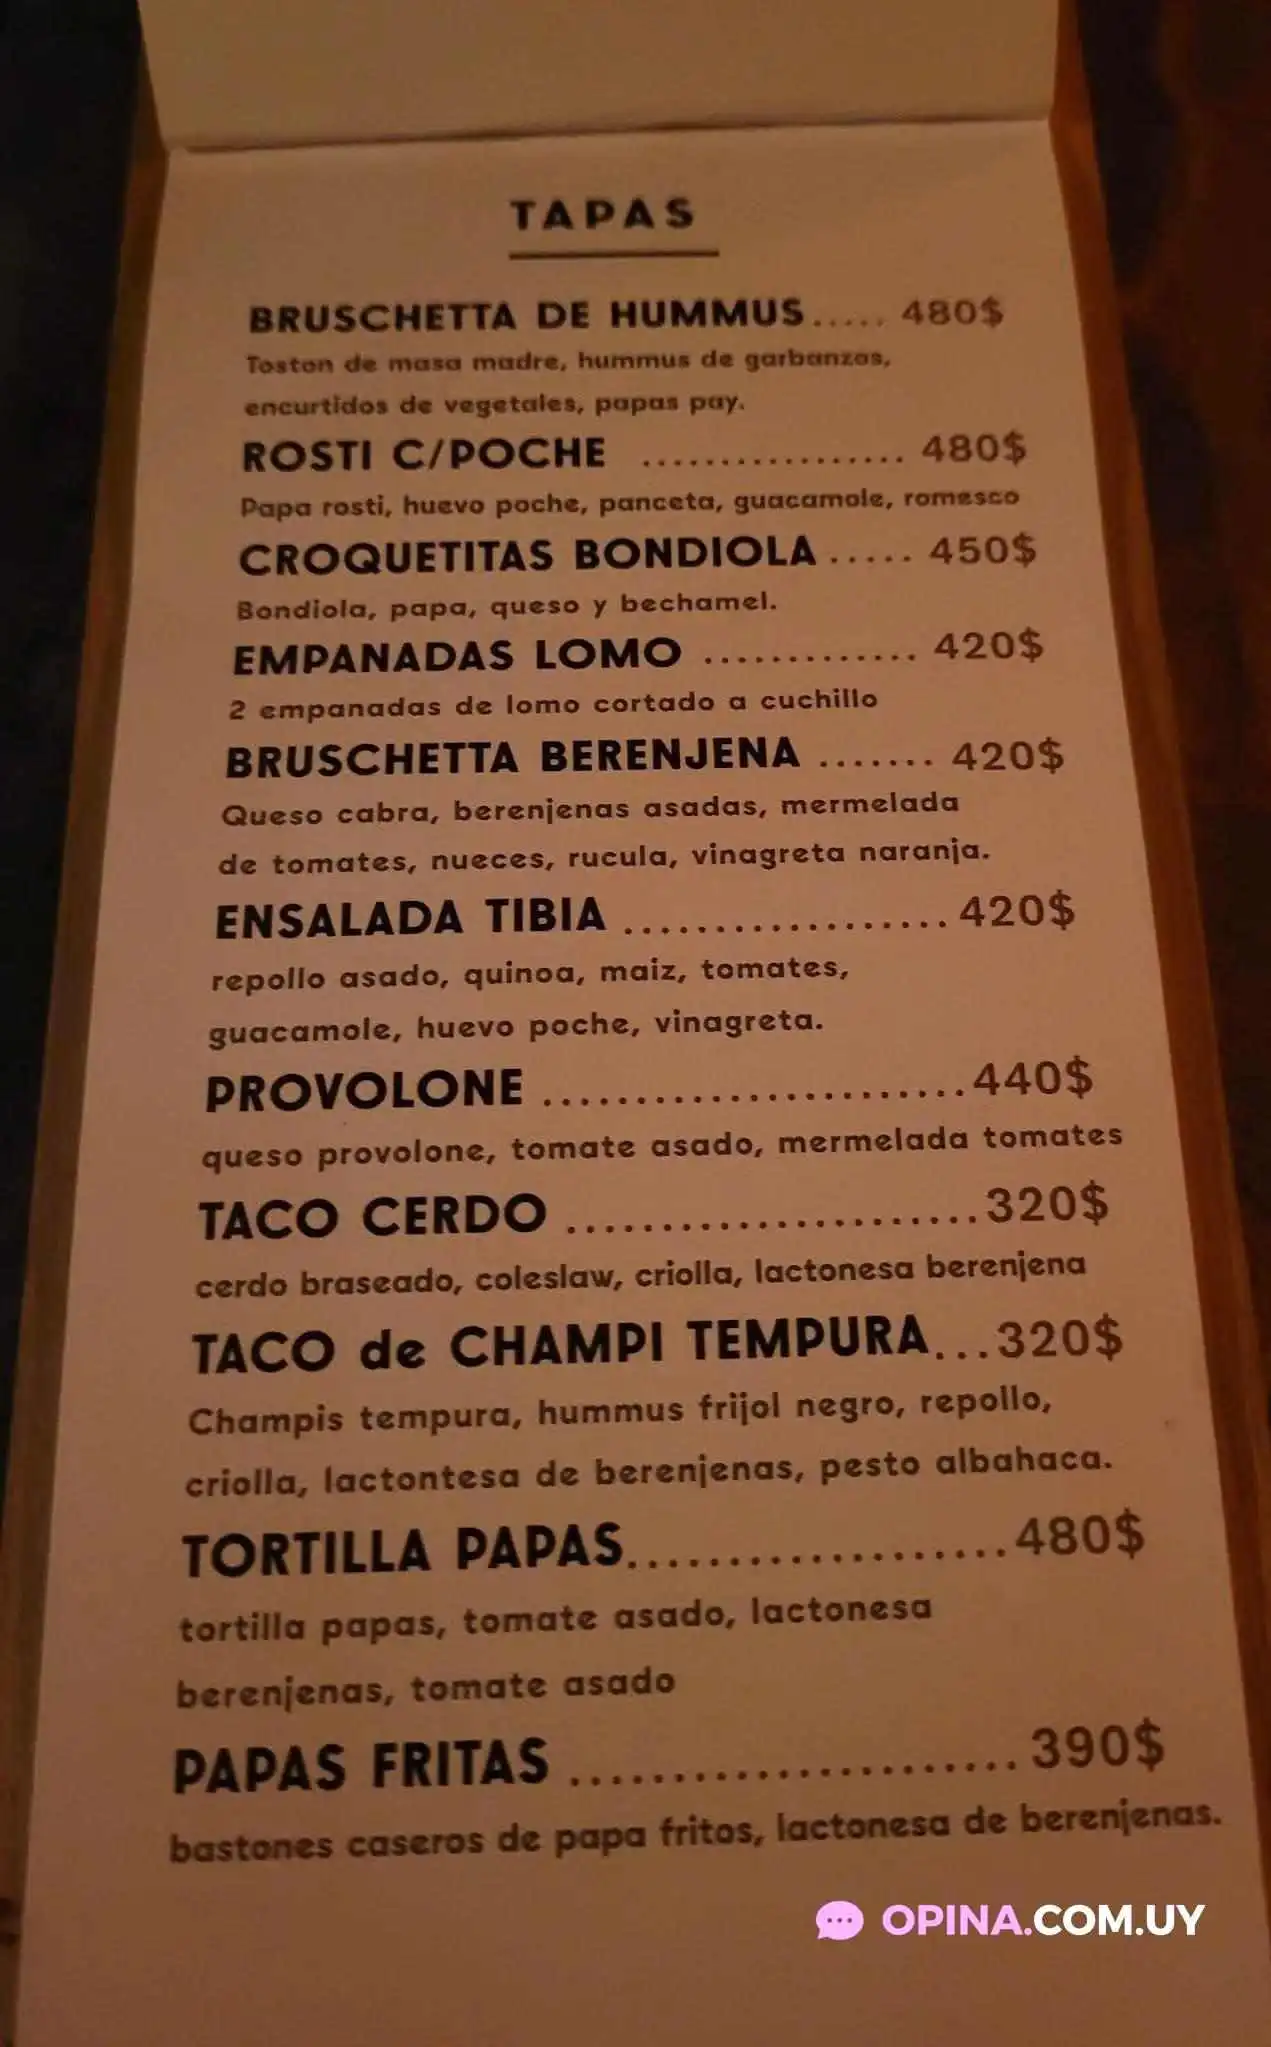 TAPAS
BRUSCHETTA DE HUMMUS..... 480$
Toston de masa madre, hummus de garbanzos,
encurtidos de vegetales, papas pay.
ROSTI C/POCHE ................. 480$
Papa rosti, huevo poche, panceta, guacamole, romesco
CROQUETITAS BONDIOLA ..... 450$
Bondiola, papa, queso y bechamel.
EMPANADAS LOMO ............. 420$
2 empanadas de lomo cortado a cuchillo
BRUSCHETTA BERENJENA ....... 420$
Queso cabra, berenjenas asadas, mermelada
de tomates, nueces, rucula, vinagreta naranja.
ENSALADA TIBIA ..................420$
repollo asado, quinoa, maiz, tomates,
guacamole, huevo poche, vinagreta.
PROVOLONE .......................440$
queso provolone, tomate asado, mermelada tomates
TACO CERDO .......................320$
cerdo braseado, coleslaw, criolla, lactonesa berenjena
TACO de CHAMPI TEMPURA...320$
Champis tempura, hummus frijol negro, repollo,
criolla, lactontesa de berenjenas, pesto albahaca.
TORTILLA PAPAS....................480$
tortilla papas, tomate asado, lactonesa
berenjenas, tomate asado
PAPAS FRITAS .......................390$
bastones caseros de papa fritos, lactonesa de berenjenas.
OPINA.COM.UY